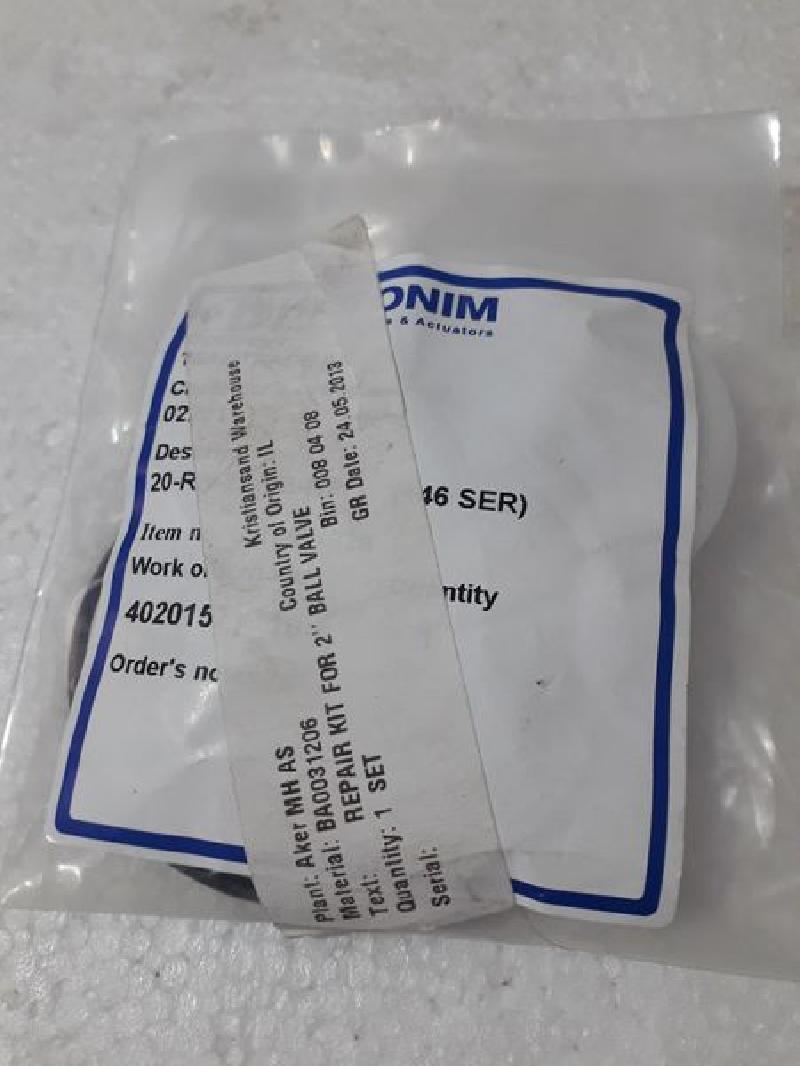 ONIM
& Actuators
C.
02.
Des
20-R
46 SER)
Item n
Work o.
ntity
402015
Order's no
Kristiansand Warehouse
Country of Origin: IL
Bin: 008 04 08
GR Date: 24.05.2013
Plant: Aker MH AS
Material: BA0031206
REPAIR KIT FOR 2'' BALL VALVE
Text:
Quantity: 1 SET
Serial: